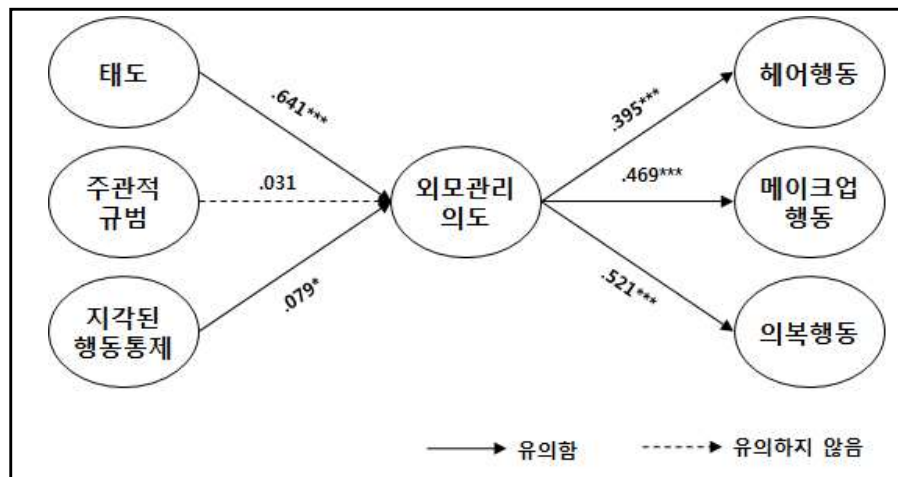 태도
.641***
주관적
규범
.031
지각된
행동통제
.079*
외모관리
의도
.395***
헤어행동
.469***
메이크업
행동
.521***
의복행동
유의함
유의하지 않음